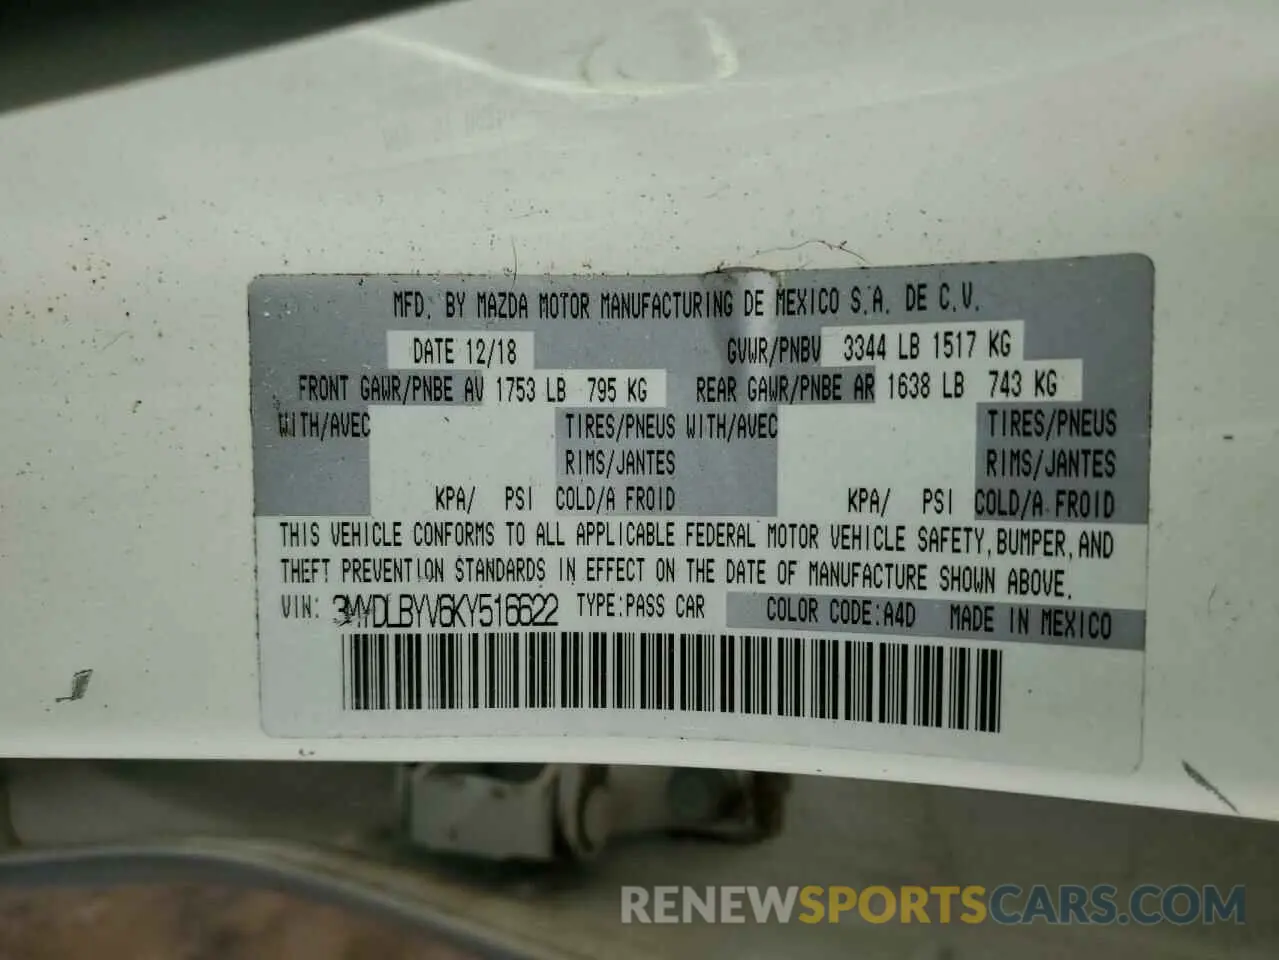 MFD. BY MAZDA MOTOR MANUFACTURING DE MEXICO S.A. DE C.V.
DATE 12/18 GVWR/PNBV 3344 LB 1517 KG
FRONT GAWR/PNBE AV 1753 LB 795 KG REAR GAWR/PNBE AR 1638 LB 743 KG
WITH/AVEC TIRES/PNEUS WITH/AVEC TIRES/PNEUS
RIMS/JANTES RIMS/JANTES
KPA/ PSI COLD/A FROID KPA/ PSI COLD/A FROID
THIS VEHICLE CONFORMS TO ALL APPLICABLE FEDERAL MOTOR VEHICLE SAFETY, BUMPER, AND
THEFT PREVENTION STANDARDS IN EFFECT ON THE DATE OF MANUFACTURE SHOWN ABOVE.
VIN: 3MYDLBYV6KY516622 TYPE:PASS CAR COLOR CODE:A4D MADE IN MEXICO
RENEWSPORTSCARS.COM